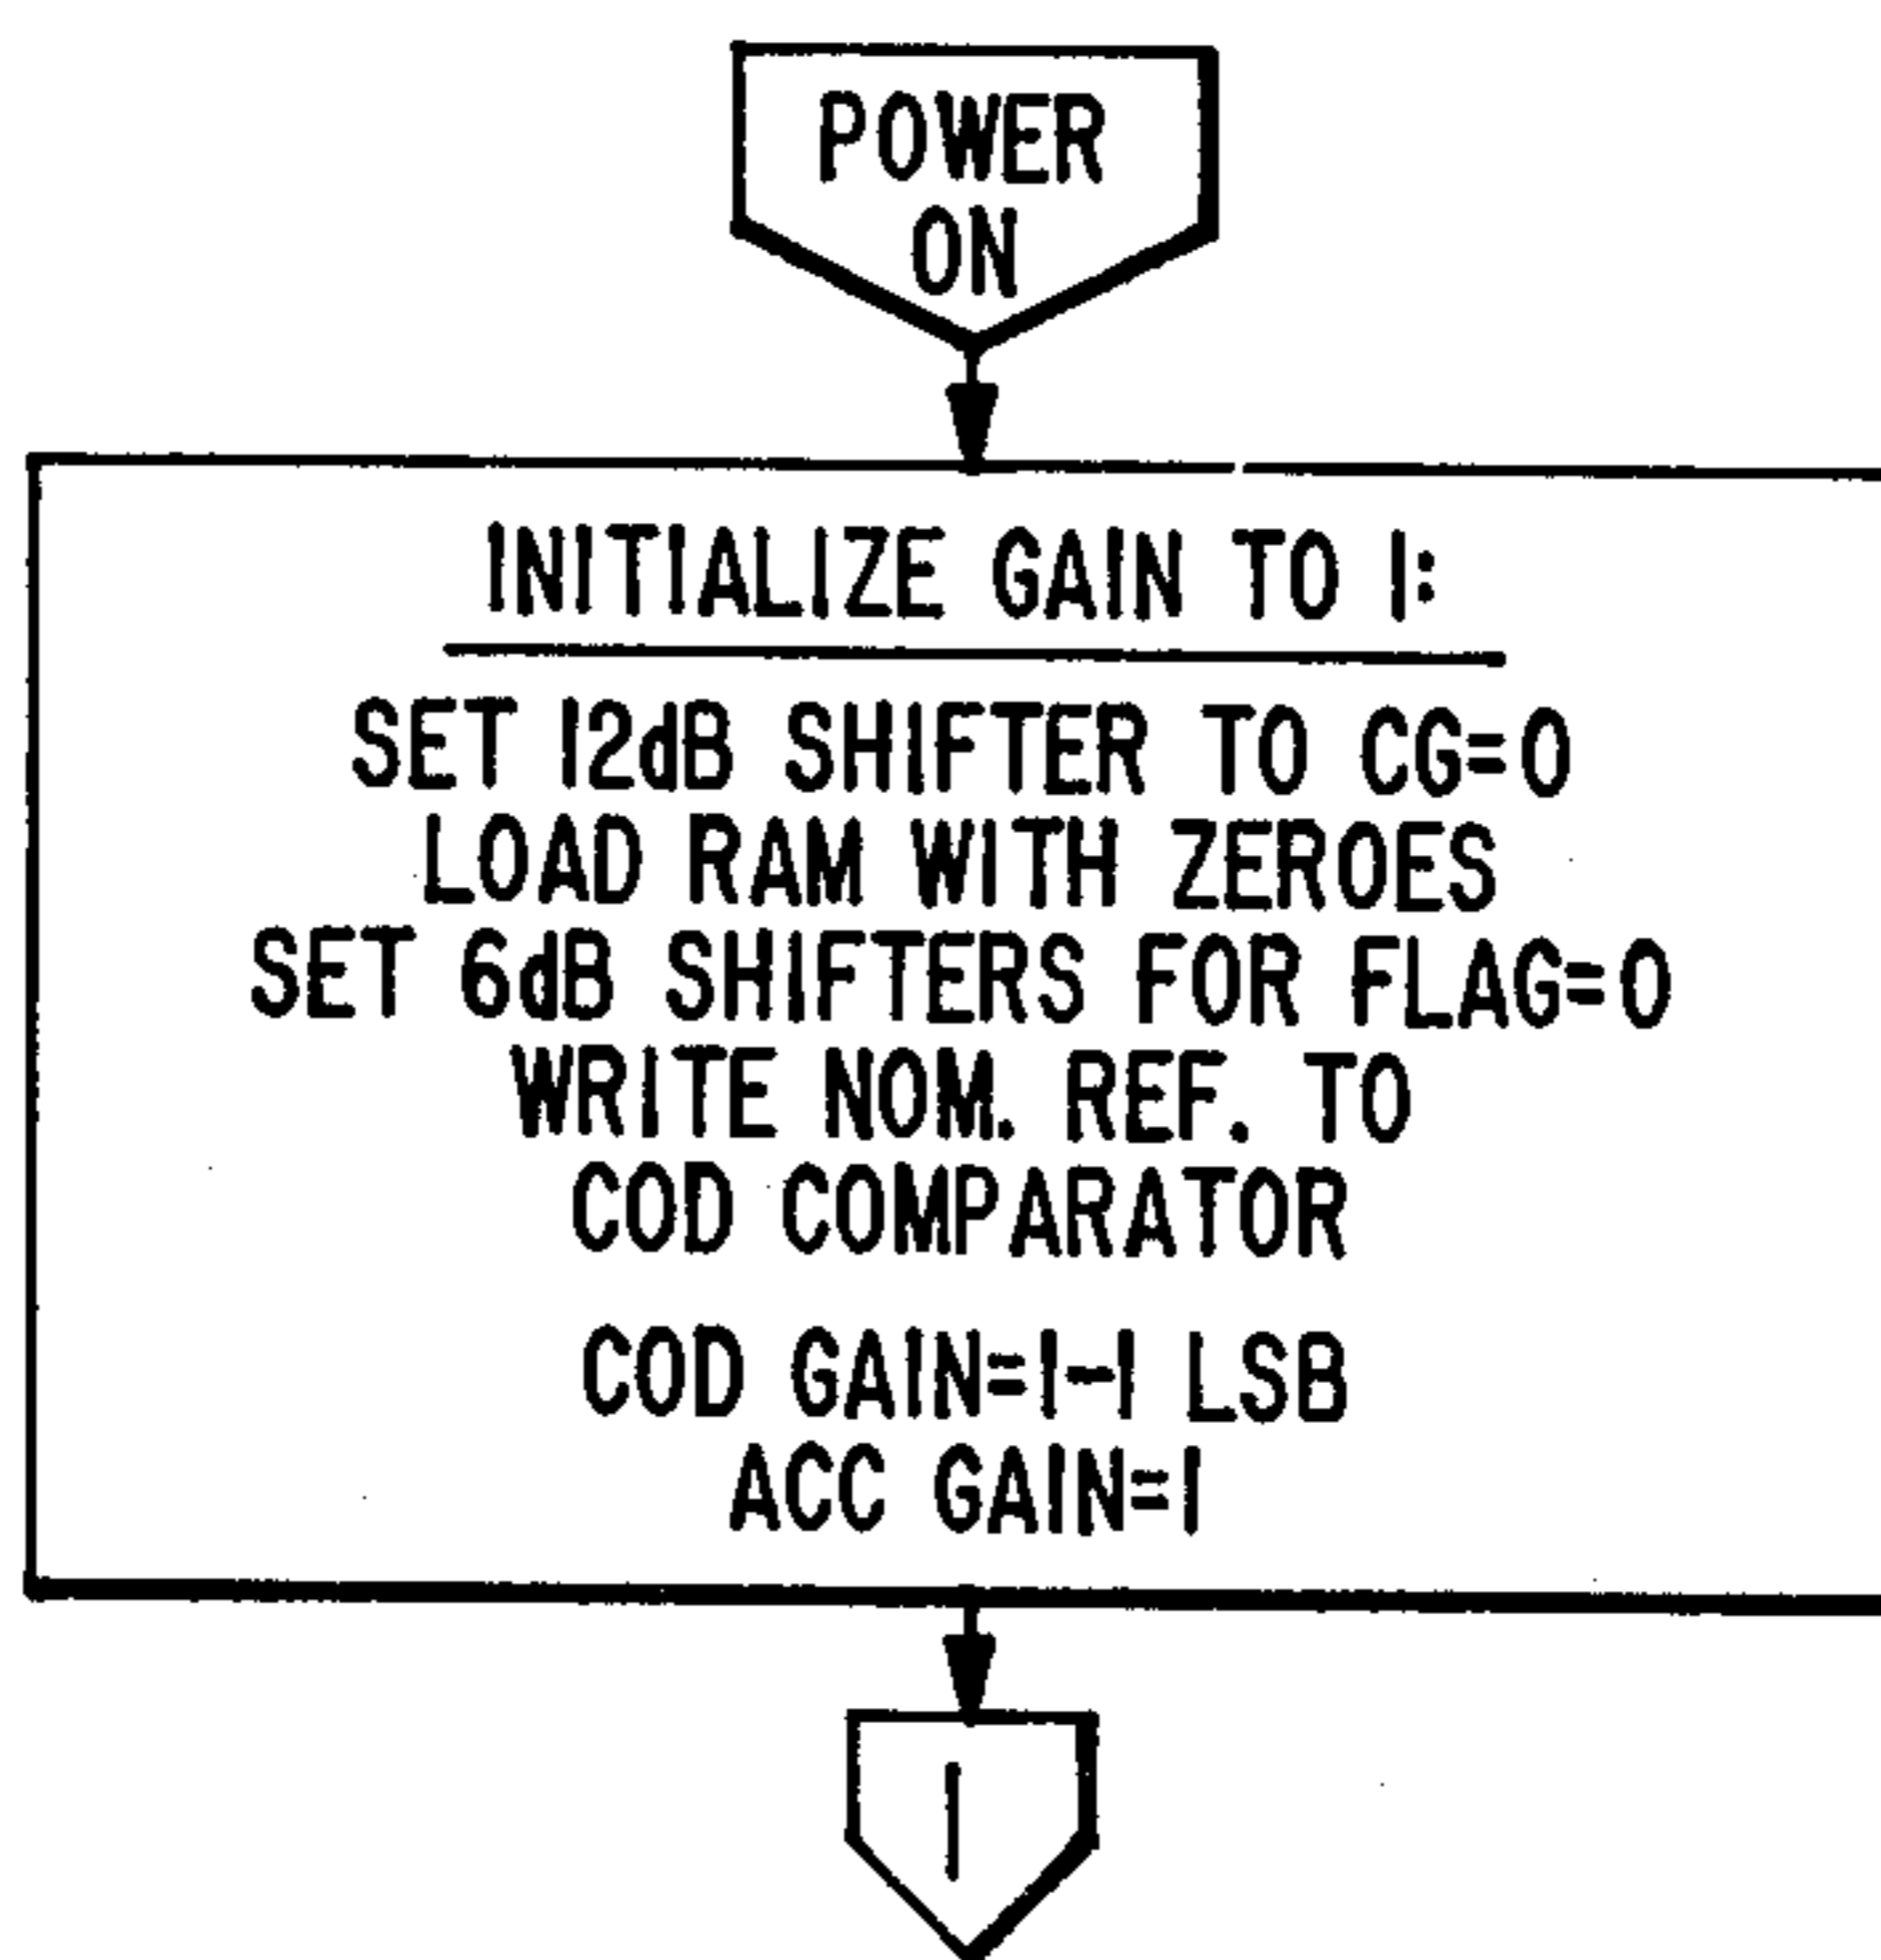 POWER
ON
INITIALIZE GAIN TO 1:
SET 12dB SHIFTER TO CG=0
LOAD RAM WITH ZEROES
SET 6dB SHIFTERS FOR FLAG=0
WRITE NOM. REF. TO
COD COMPARATOR
COD GAIN=1-1 LSB
ACC GAIN=1
1